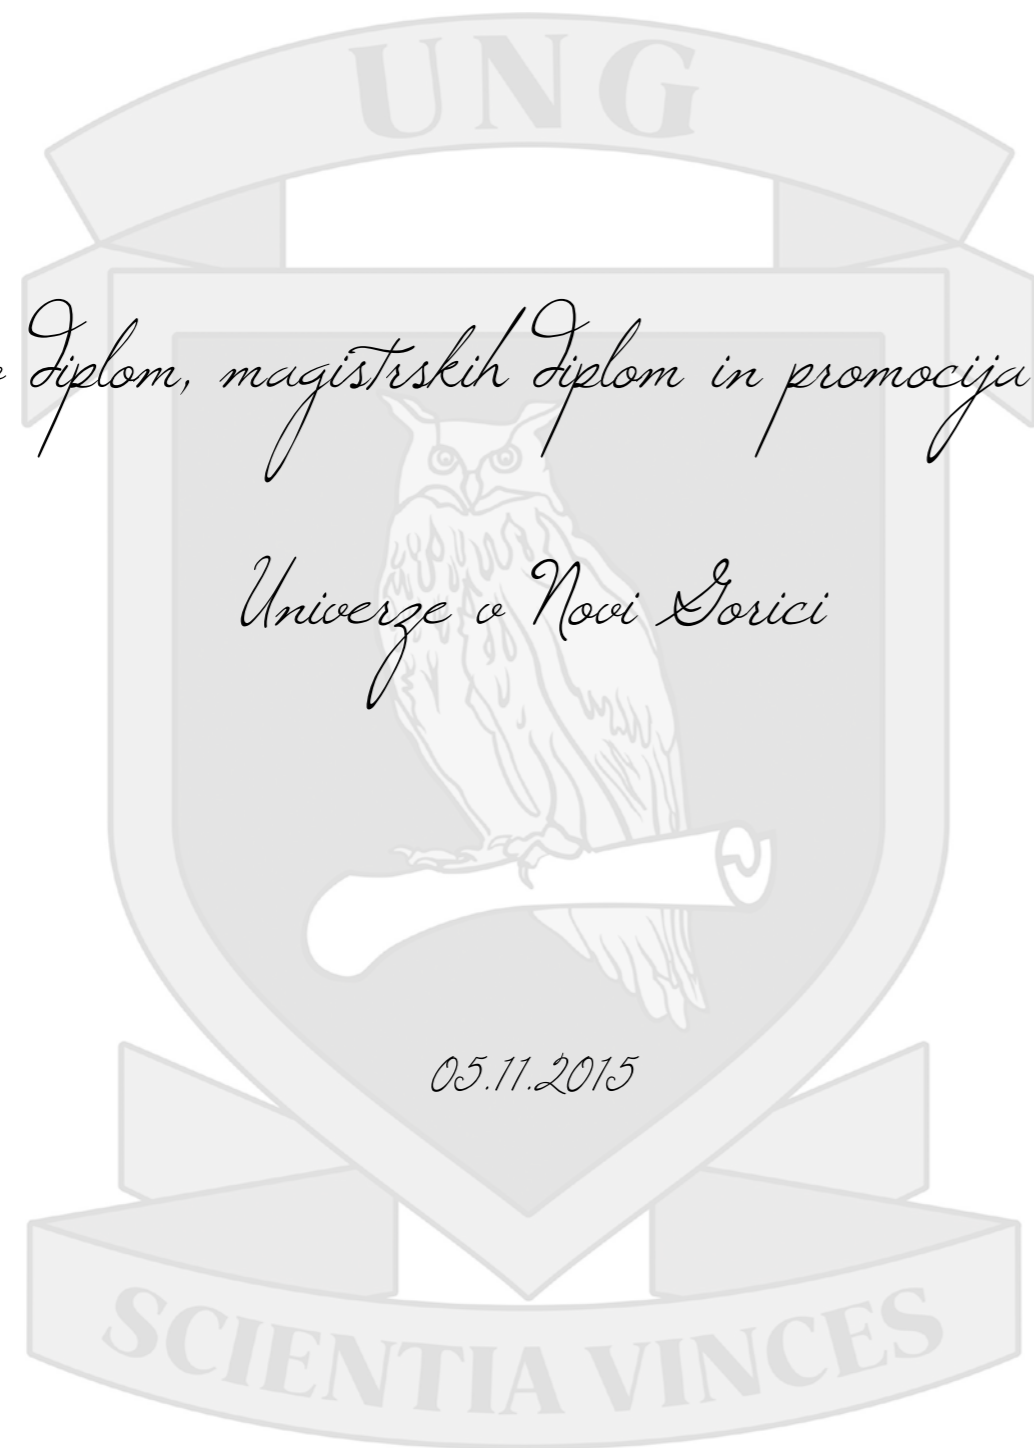 UNG
diplom, magistrskih diplom in promocija
Univerze v Novi Gorici
05.11.2015
SCIENTIA VINCES